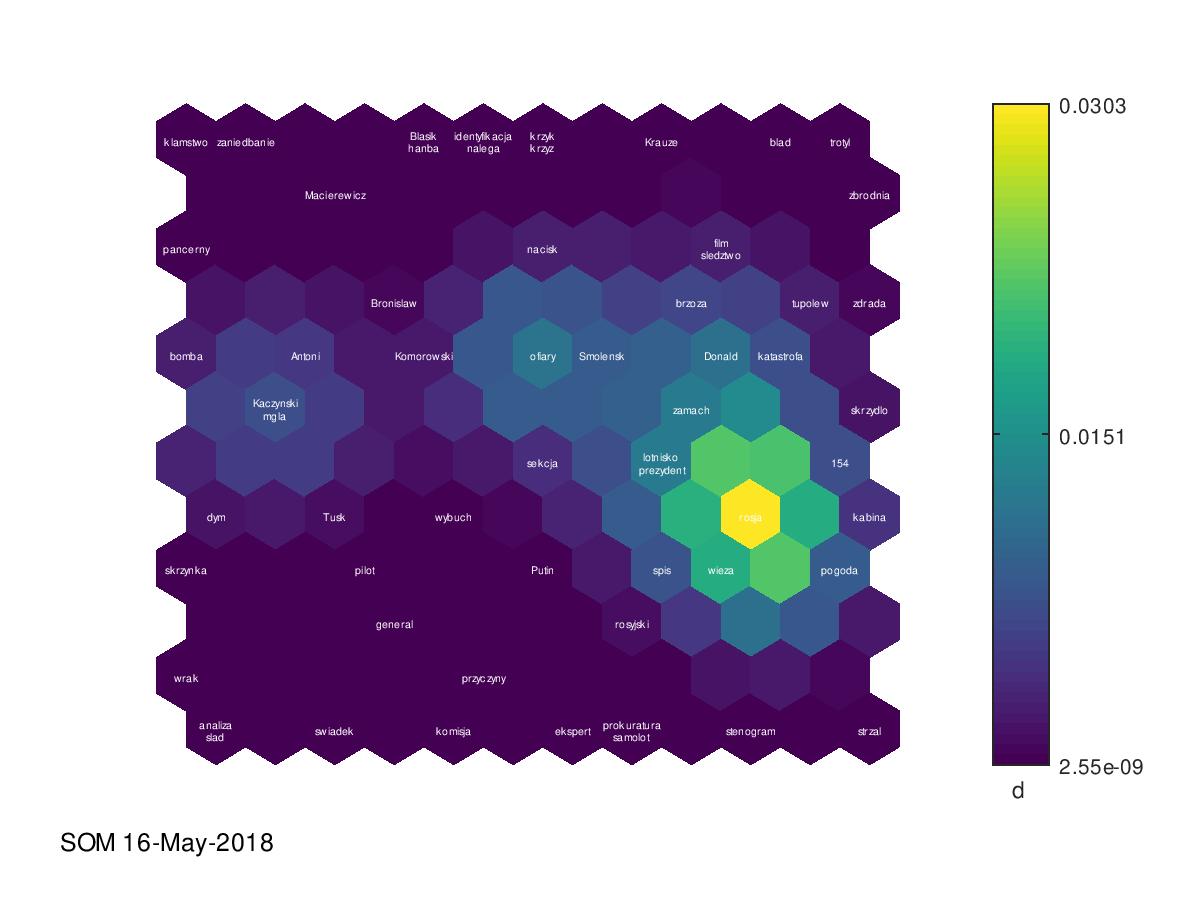 0.0303
klamstwo zaniedbanie Blasik identyfikacja krzyk Krauze blad trotyl
hanba nalega krzyz
Macierewicz zbrodnia
pancerny nacisk film
sledztwo
Bronislaw brzoza tupolew zdrada
bomba Antoni Komorowski ofiary Smolensk Donald katastrofa
Kaczynski zamach skrzydlo
mgla
0.0151
sekcja lotnisko 154
prezydent
dym Tusk wybuch rosja kabina
skrzynka pilot Putin spis wieza pogoda
general rosyjski
wrak przyczyny
analiza swiadek komisja ekspert prokuratura stenogram strzal
slad samolot
2.55e-09
d
SOM 16-May-2018